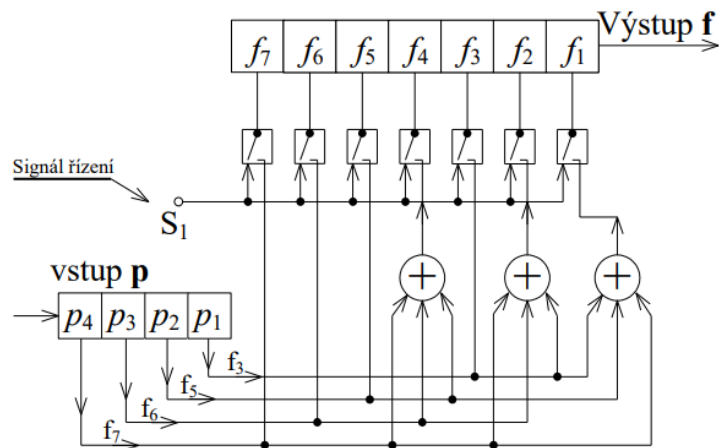 Výstup f
f7 f6 f5 f4 f3 f2 f1
Signál řízení
S1
vstup p
+ + +
p4 p3 p2 p1
f3
f5
f6
f7